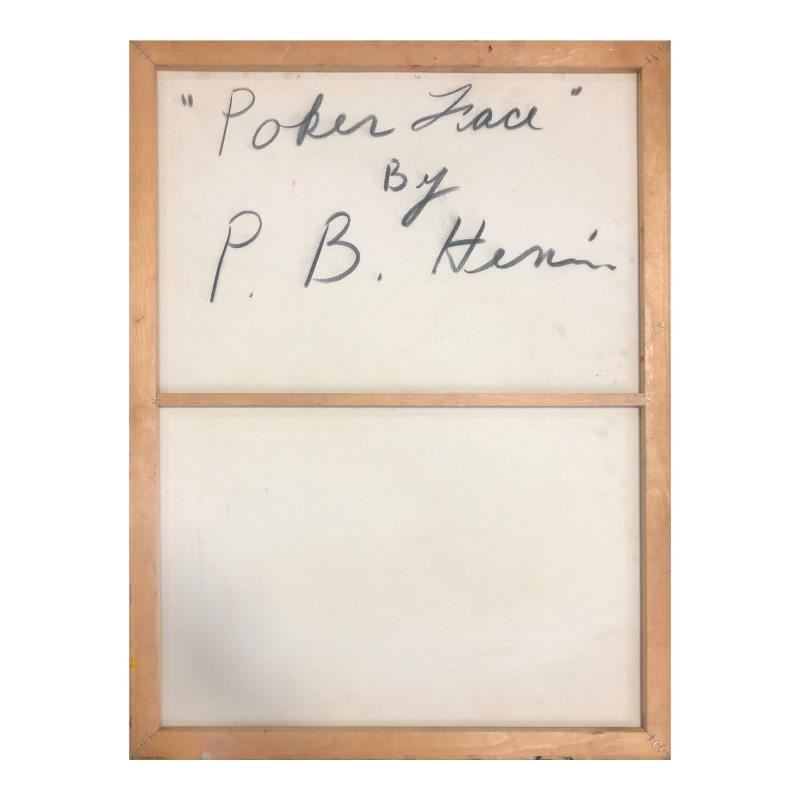 "Poker Face"
By
P. B. Henin